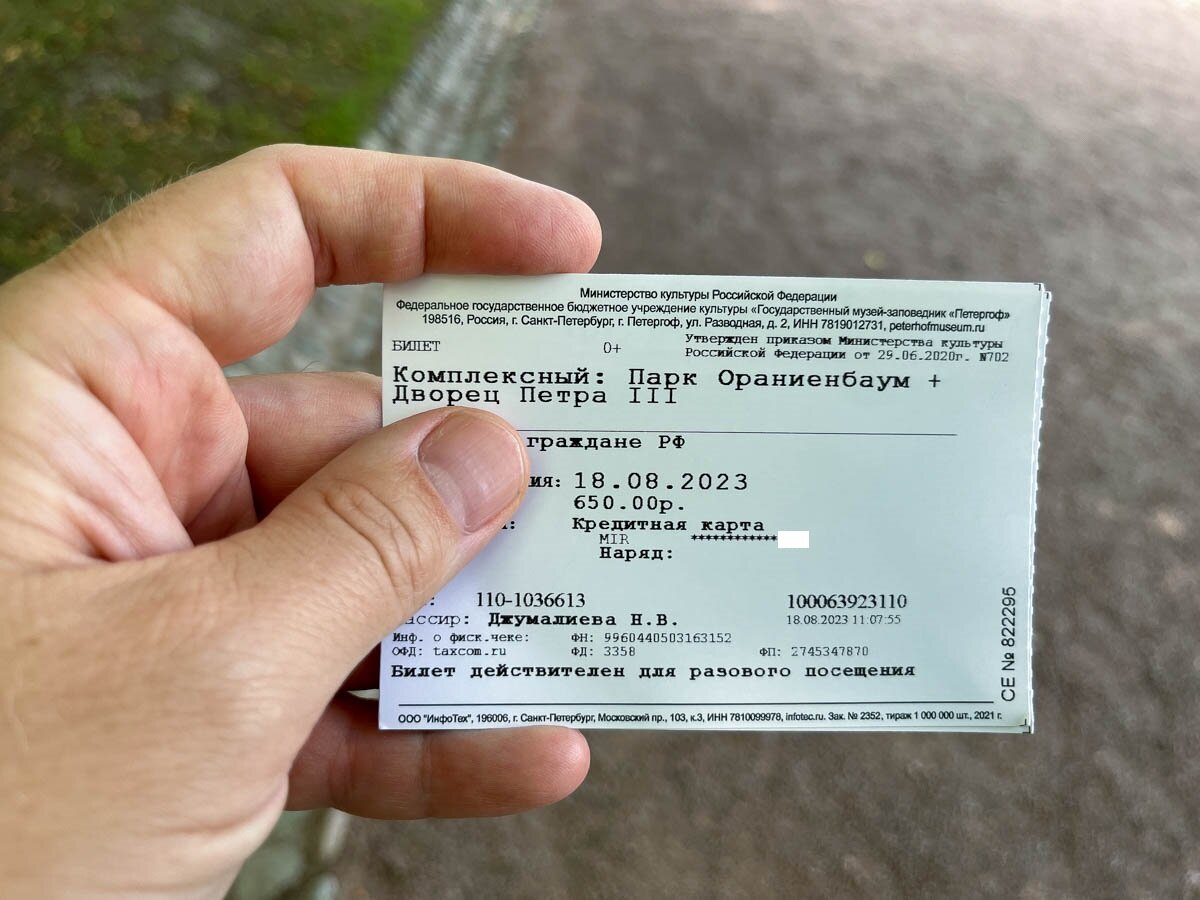 Министерство культуры Российской Федерации
Федеральное государственное бюджетное учреждение культуры «Государственный музей-заповедник «Петергоф»
198516, Россия, г. Санкт-Петербург, г. Петергоф, ул. Разводная, д. 2, ИНН 7819012731, peterhofmuseum.ru
БИЛЕТ 0+ Утвержден приказом Министерства культуры
Российской Федерации от 29.06.2020г. №702
Комплексный: Парк Ораниенбаум +
Дворец Петра III
граждане РФ
ия: 18.08.2023
650.00р.
Кредитная карта
MIR ************
Наряд:
110-1036613 100063923110
ассир: Джумалиева Н.В. 18.08.2023 11:07:55
Инф. о фиск.чеке: ФН: 9960440503163152
ОФД: taxcom.ru ФД: 3358 ФП: 2745347870
Билет действителен для разового посещения
СЕ № 822295
ООО "ИнфоТех", 196006, г. Санкт-Петербург, Московский пр., 103, к.3, ИНН 7810099978, infotec.ru. Зак. № 2352, тираж 1 000 000 шт., 2021 г.